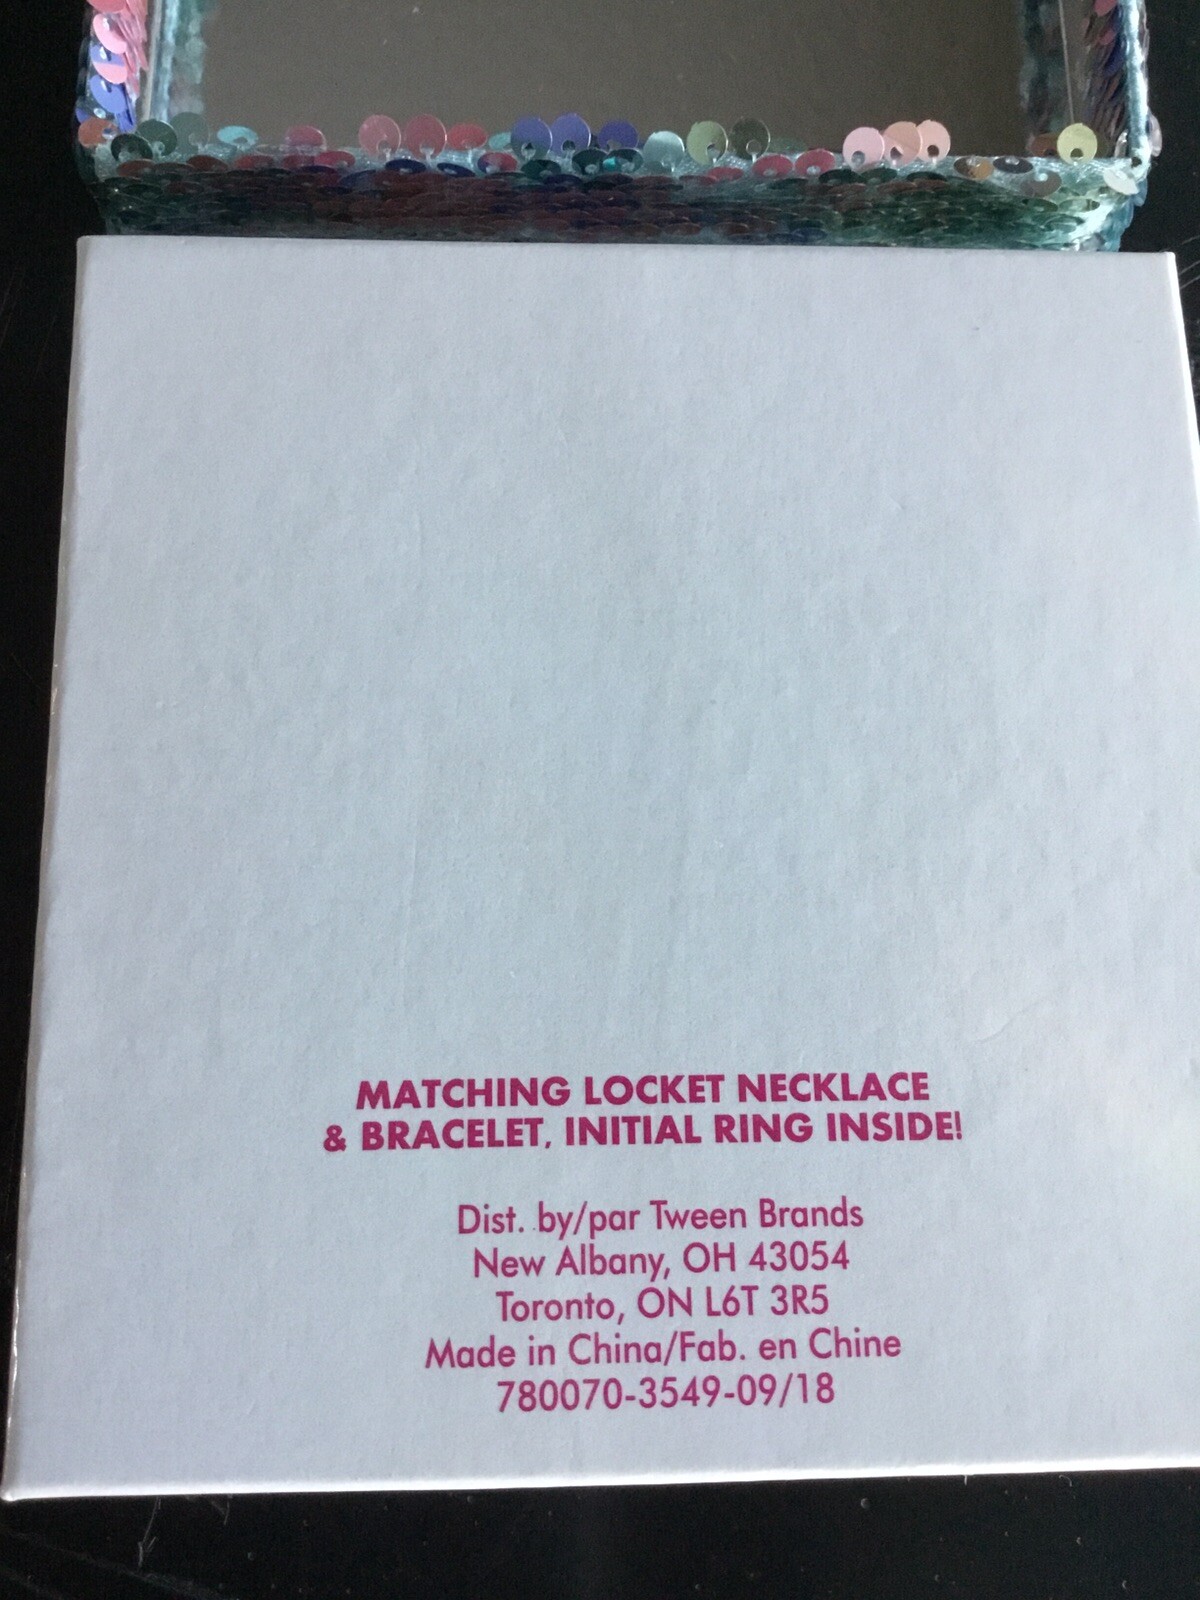 MATCHING LOCKET NECKLACE
& BRACELET, INITIAL RING INSIDE!
Dist. by/par Tween Brands
New Albany, OH 43054
Toronto, ON L6T 3R5
Made in China/Fab. en Chine
780070-3549-09/18